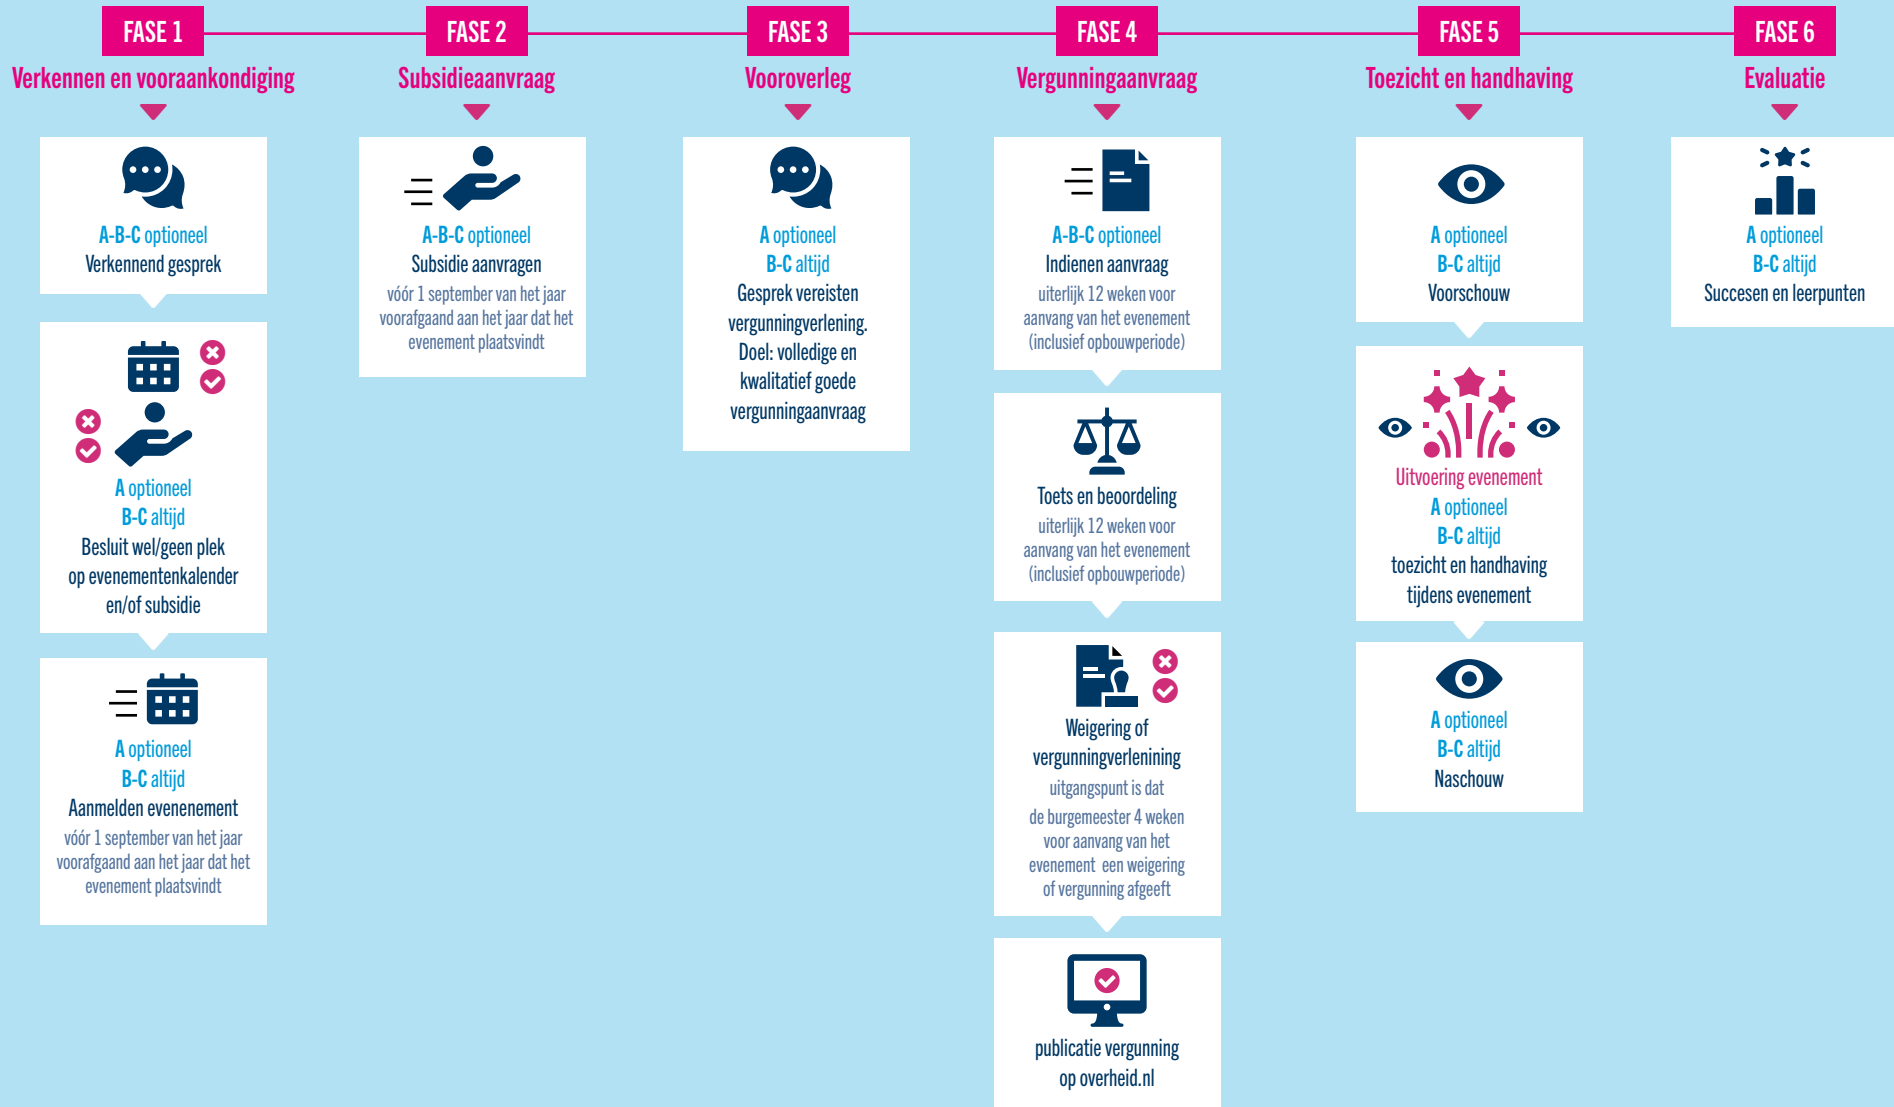 FASE 1
Verkennen en vooraankondiging
A-B-C optioneel
Verkennend gesprek
A optioneel
B-C altijd
Besluit wel/geen plek
op evenementenkalender
en/of subsidie
A optioneel
B-C altijd
Aanmelden evenenement
vóór 1 september van het jaar
voorafgaand aan het jaar dat het
evenement plaatsvindt
FASE 2
Subsidieaanvraag
A-B-C optioneel
Subsidie aanvragen
vóór 1 september van het jaar
voorafgaand aan het jaar dat het
evenement plaatsvindt
FASE 3
Vooroverleg
A optioneel
B-C altijd
Gesprek vereisten
vergunningverlening.
Doel: volledige en
kwalitatief goede
vergunningaanvraag
FASE 4
Vergunningaanvraag
A-B-C optioneel
Indienen aanvraag
uiterlijk 12 weken voor
aanvang van het evenement
(inclusief opbouwperiode)
Toets en beoordeling
uiterlijk 12 weken voor
aanvang van het evenement
(inclusief opbouwperiode)
Weigering of
vergunningverlenining
uitgangspunt is dat
de burgemeester 4 weken
voor aanvang van het
evenement een weigering
of vergunning afgeeft
publicatie vergunning
op overheid.nl
FASE 5
Toezicht en handhaving
A optioneel
B-C altijd
Voorschouw
Uitvoering evenement
A optioneel
B-C altijd
toezicht en handhaving
tijdens evenement
A optioneel
B-C altijd
Naschouw
FASE 6
Evaluatie
A optioneel
B-C altijd
Succesen en leerpunten